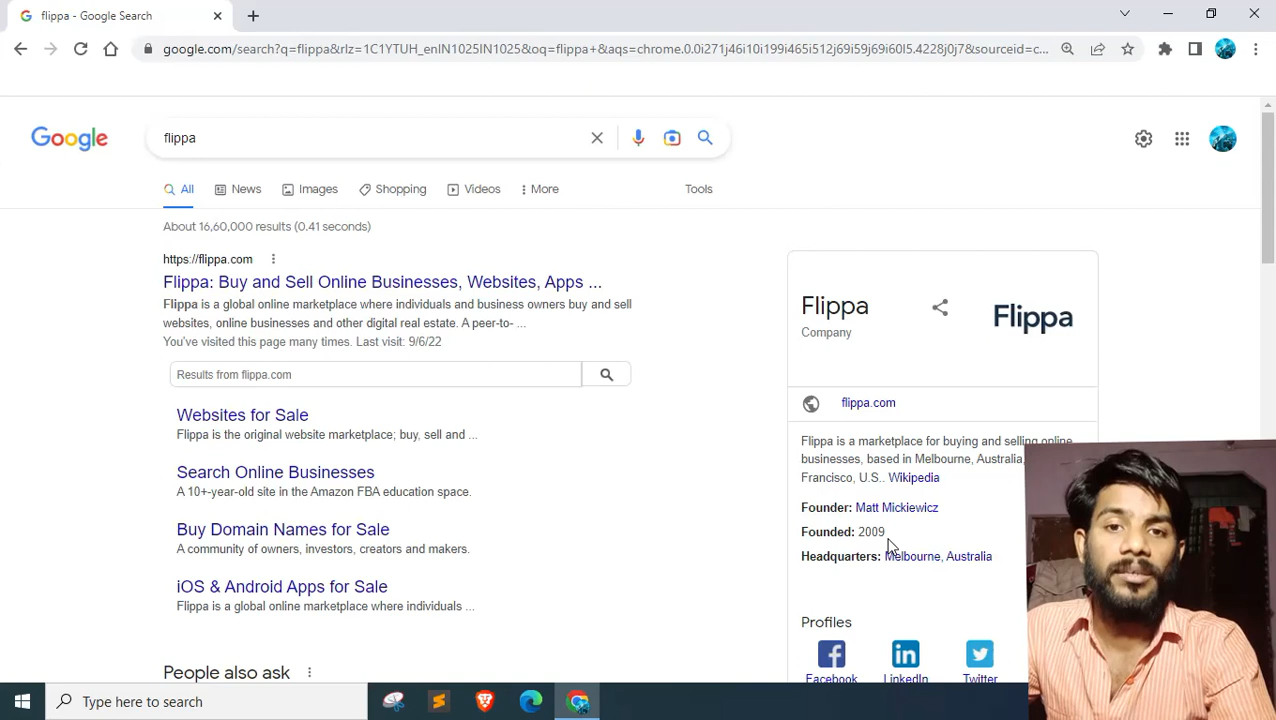 flippa - Google Search
google.com/search?q=flippa&rlz=1C1YTUH_enIN1025IN1025&oq=flippa+&aqs=chrome.0.0i271j46i10i199i465i512j69i59j69i60l5.4228j0j7&sourceid=c...
Google
flippa
All
News
Images
Shopping
Videos
More
Tools
About 16,60,000 results (0.41 seconds)
https://flippa.com
Flippa: Buy and Sell Online Businesses, Websites, Apps ...
Flippa is a global online marketplace where individuals and business owners buy and sell
websites, online businesses and other digital real estate. A peer-to- ...
You've visited this page many times. Last visit: 9/6/22
Results from flippa.com
Websites for Sale
Flippa is the original website marketplace; buy, sell and ...
Search Online Businesses
A 10+-year-old site in the Amazon FBA education space.
Buy Domain Names for Sale
A community of owners, investors, creators and makers.
iOS & Android Apps for Sale
Flippa is a global online marketplace where individuals ...
People also ask
Flippa
Company
Flippa
flippa.com
Flippa is a marketplace for buying and selling online
businesses, based in Melbourne, Australia,
Francisco, U.S.. Wikipedia
Founder: Matt Mickiewicz
Founded: 2009
Headquarters: Melbourne, Australia
Profiles
Facebook
LinkedIn
Twitter
Type here to search